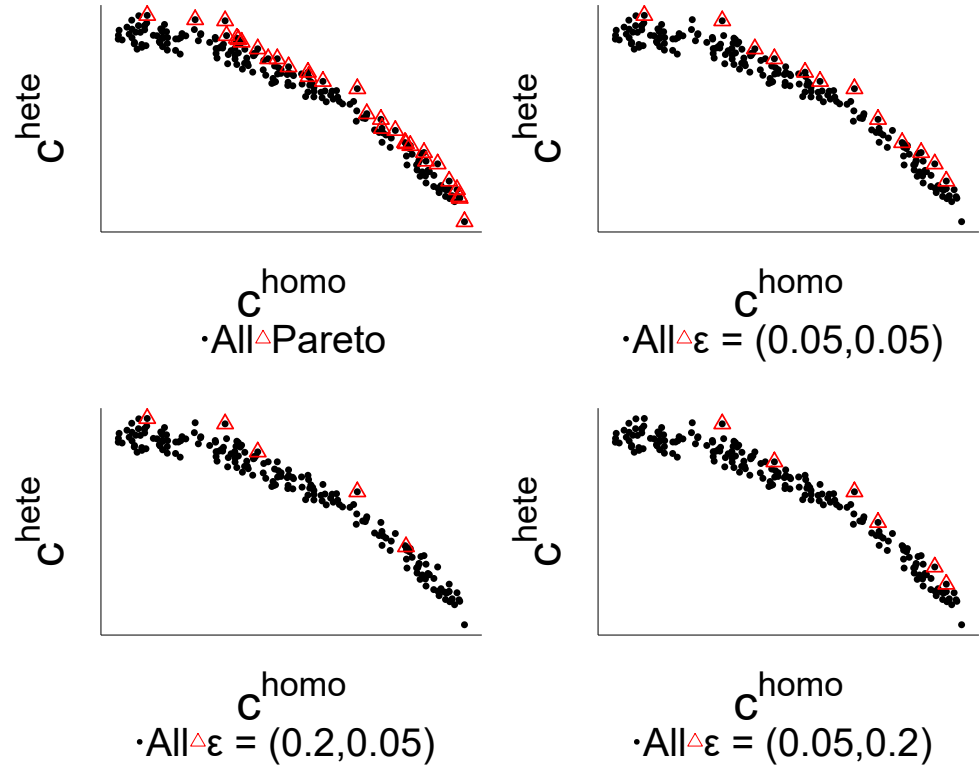 c^hete
c^homo
·All△Pareto
c^hete
c^homo
·All△ε = (0.05,0.05)
c^hete
c^homo
·All△ε = (0.2,0.05)
c^hete
c^homo
·All△ε = (0.05,0.2)